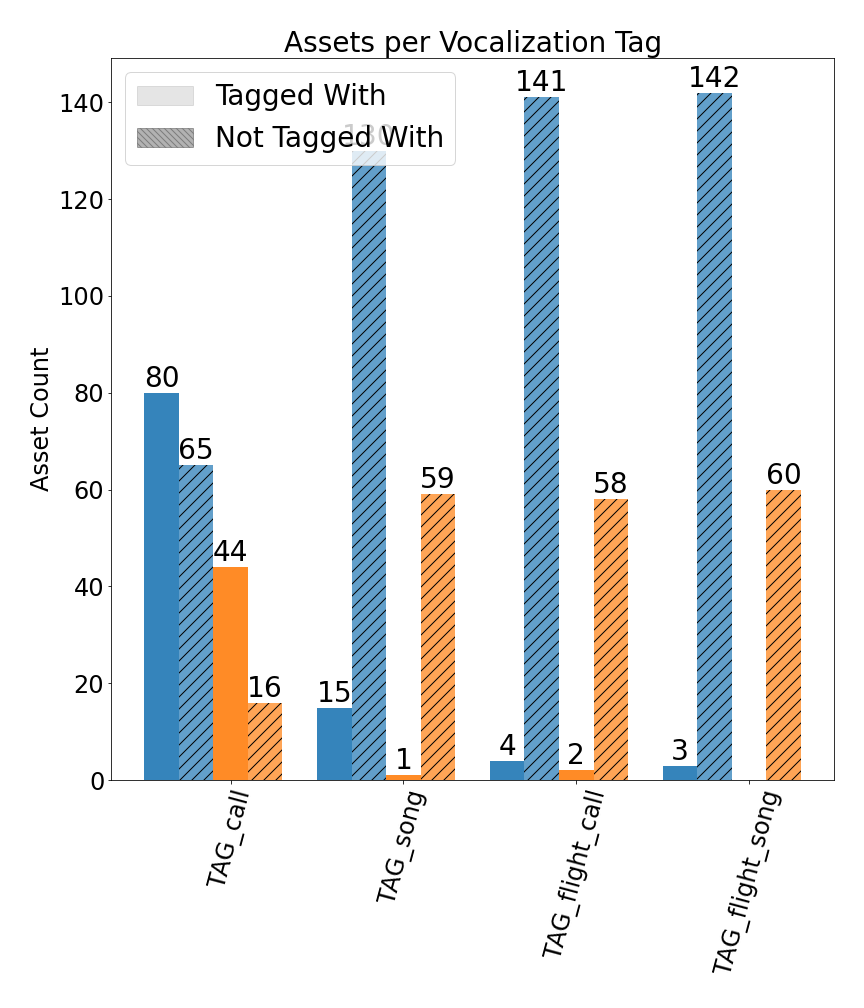 Assets per Vocalization Tag
Tagged With
Not Tagged With
Asset Count
140
120
100
80
60
40
20
0
80
65
44
16
15
130
1
59
4
141
2
58
3
142
60
TAG_call
TAG_song
TAG_flight_call
TAG_flight_song